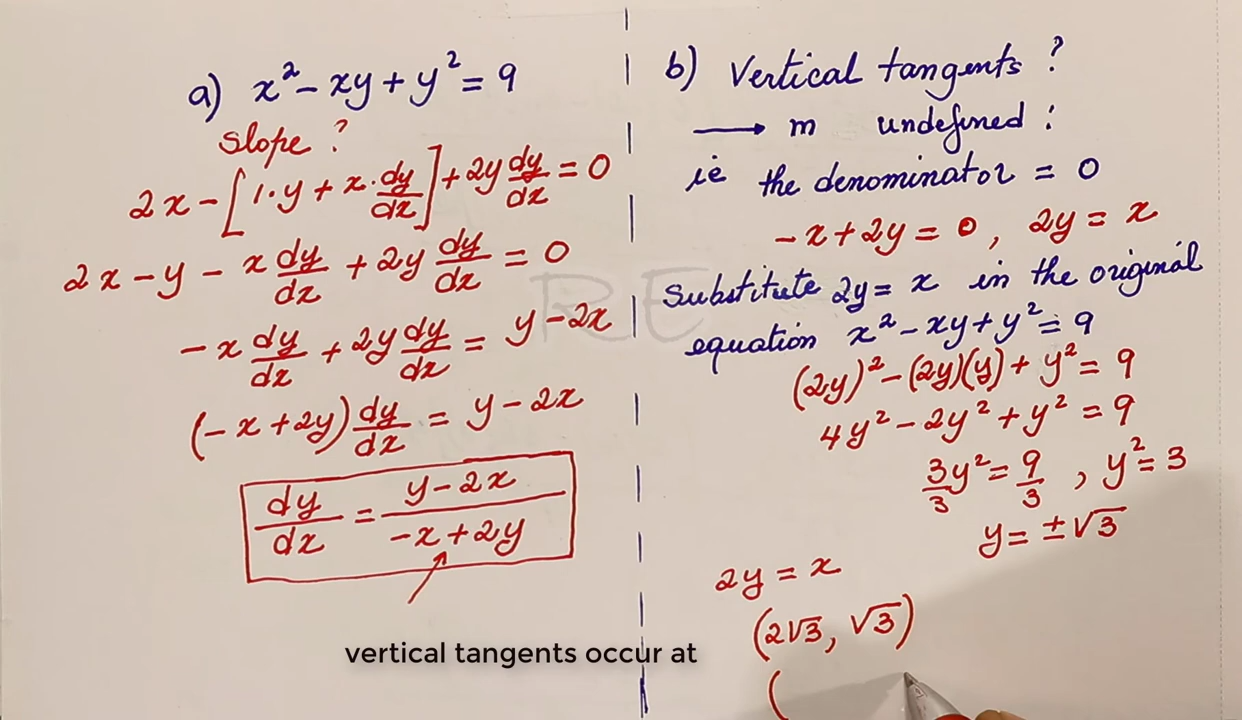 a) x² - xy + y² = 9
Slope ?
2x - [1·y + x·dy/dx] + 2y dy/dx = 0
2x - y - x dy/dx + 2y dy/dx = 0
-x dy/dx + 2y dy/dx = y - 2x
(-x + 2y) dy/dx = y - 2x
dy/dx = (y - 2x)/(-x + 2y)
b) Vertical tangents ?
→ m undefined :
ie the denominator = 0
-x + 2y = 0, 2y = x
Substitute 2y = x in the original
equation x² - xy + y² = 9
(2y)² - (2y)(y) + y² = 9
4y² - 2y² + y² = 9
3y²/3 = 9/3 , y² = 3
y = ±√3
2y = x
(2√3, √3)
(
vertical tangents occur at
RE